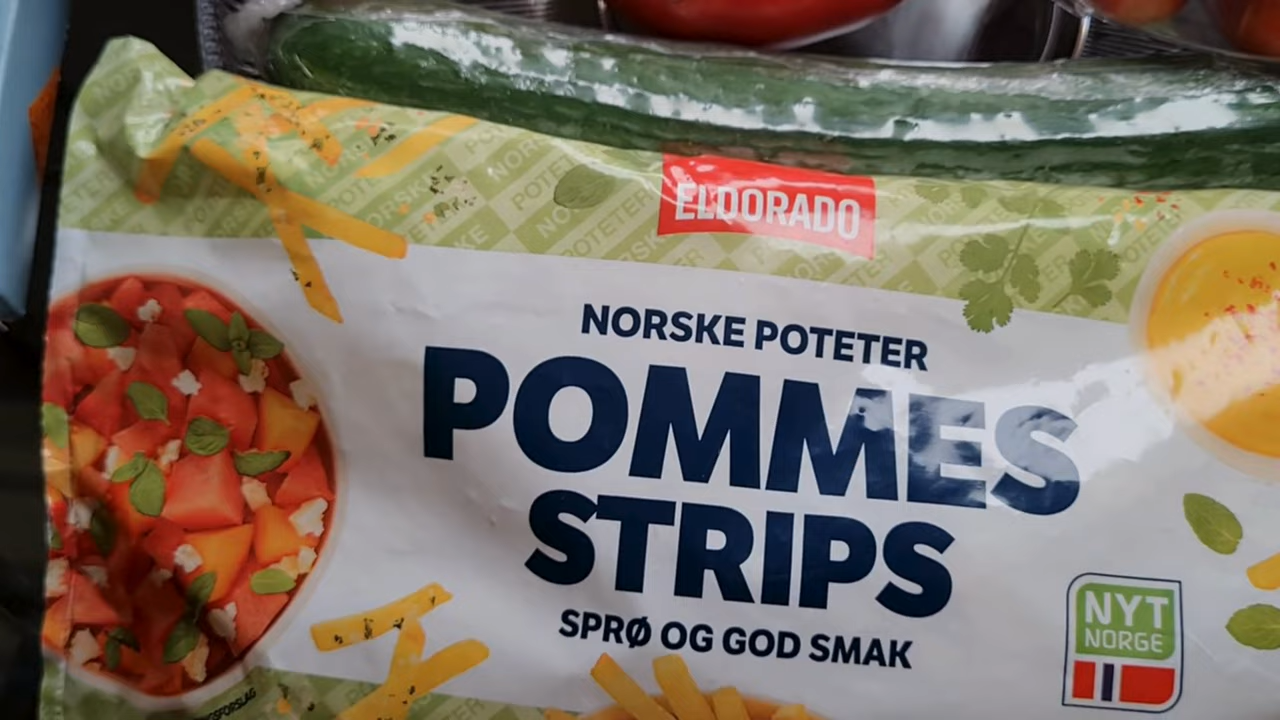 ELDORADO
NORSKE POTETER
POMMES
STRIPS
SPRØ OG GOD SMAK
NYT
NORGE